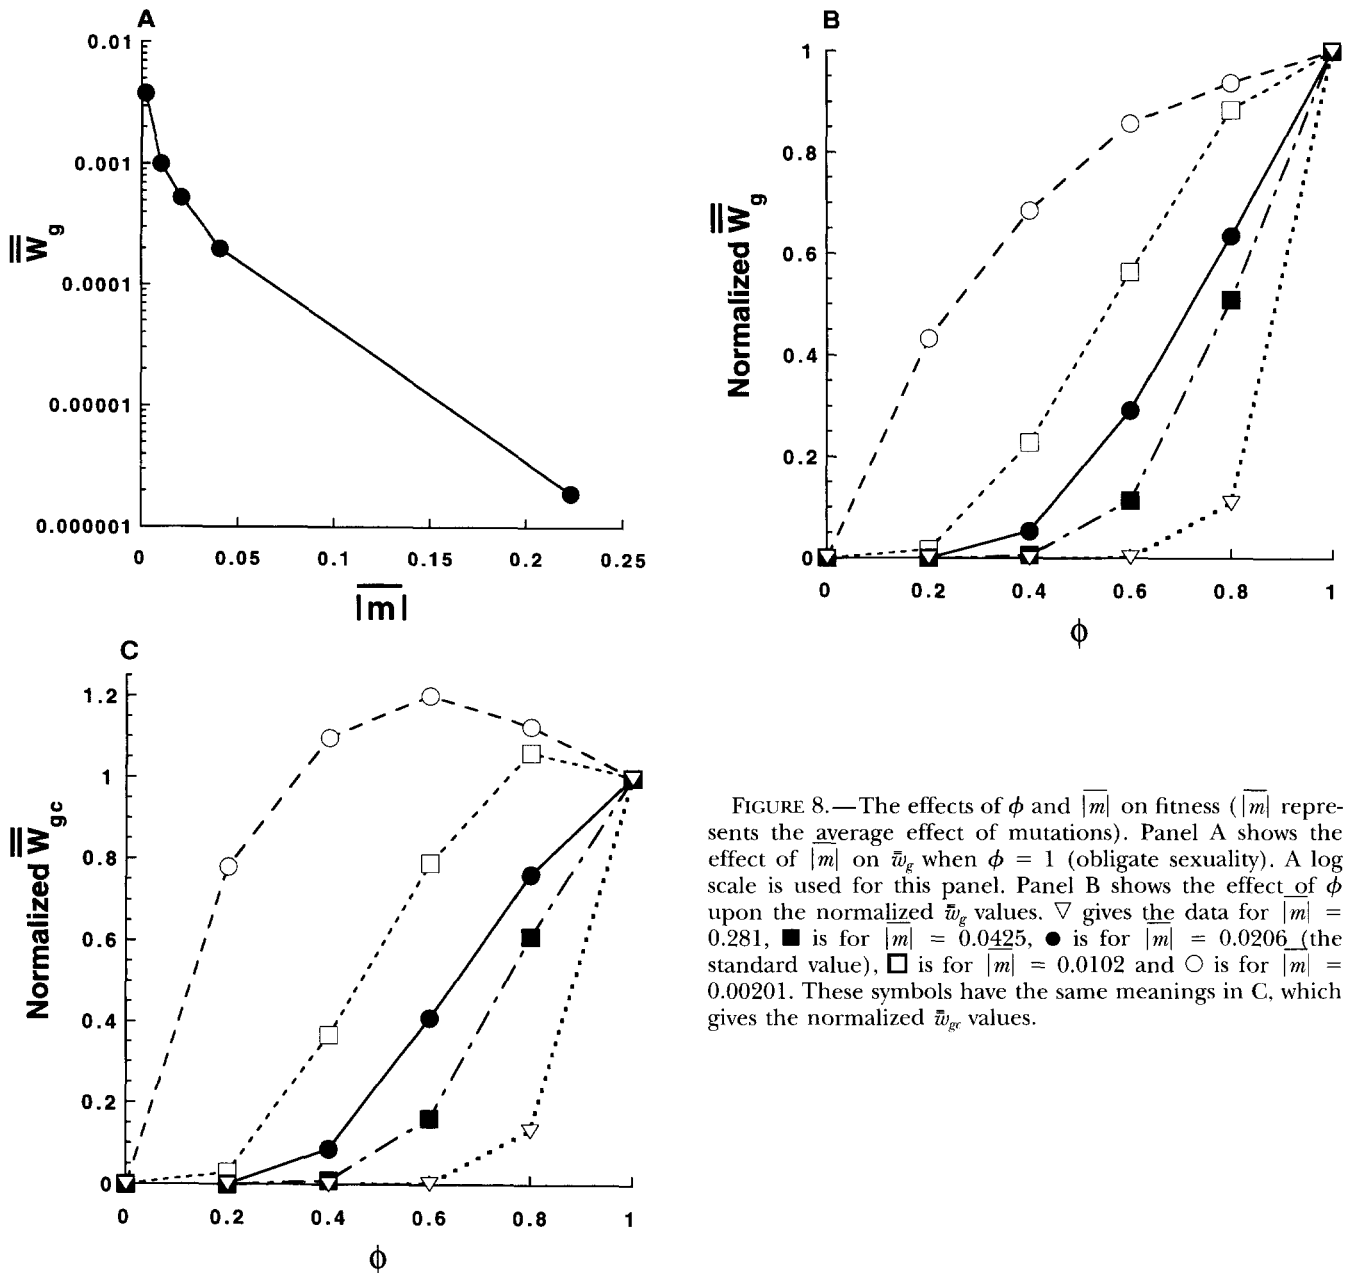 A
0.01
0.001
0.0001
0.00001
0.000001
W̿g
0 0.05 0.1 0.15 0.2 0.25
|m̅|
B
1
0.8
0.6
0.4
0.2
0
Normalized W̿g
0 0.2 0.4 0.6 0.8 1
ϕ
C
1.2
1
0.8
0.6
0.4
0.2
0
Normalized W̿gc
0 0.2 0.4 0.6 0.8 1
ϕ
FIGURE 8.—The effects of ϕ and |m̅| on fitness (|m̅| repre-
sents the average effect of mutations). Panel A shows the
effect of |m̅| on w̿g when ϕ = 1 (obligate sexuality). A log
scale is used for this panel. Panel B shows the effect of ϕ
upon the normalized w̿g values. ▽ gives the data for |m̅| =
0.281, ■ is for |m̅| = 0.0425, ● is for |m̅| = 0.0206 (the
standard value), □ is for |m̅| = 0.0102 and ○ is for |m̅| =
0.00201. These symbols have the same meanings in C, which
gives the normalized w̿gc values.